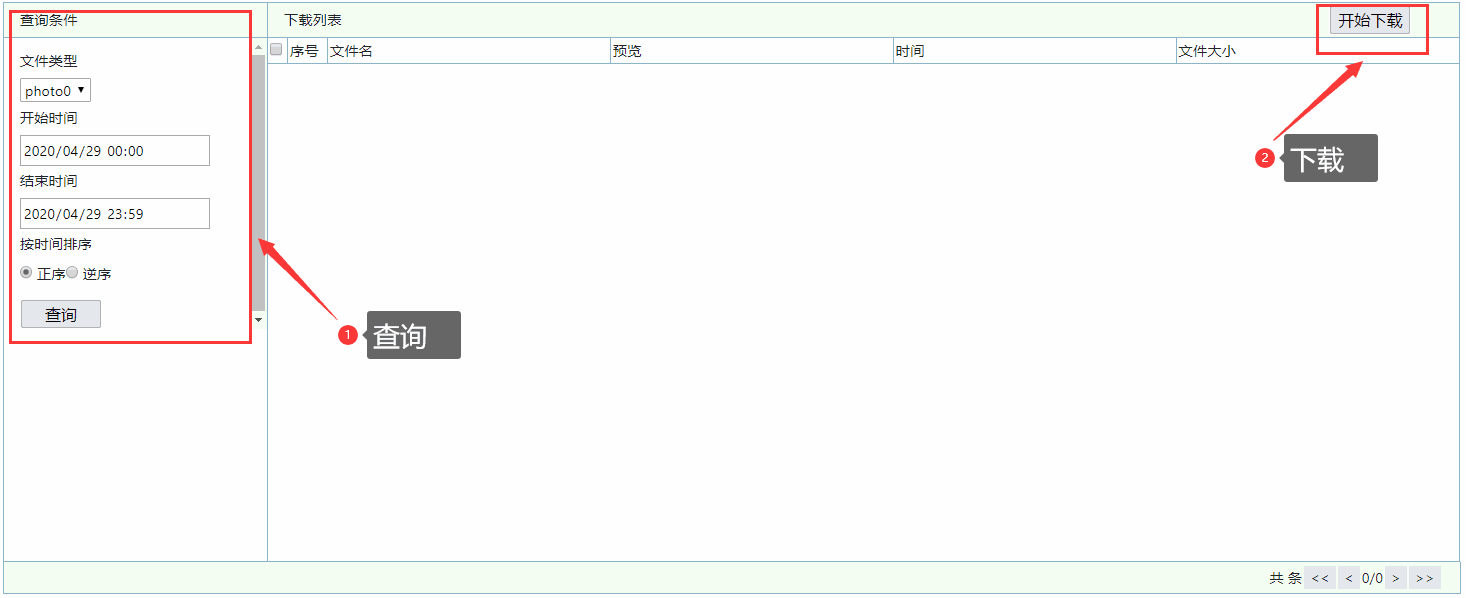 查询条件
下载列表
开始下载
序号 文件名 预览 时间 文件大小
文件类型
photo0
开始时间
2020/04/29 00:00
结束时间
2020/04/29 23:59
按时间排序
正序 逆序
查询
1 查询
2 下载
共 条 << < 0/0 > >>